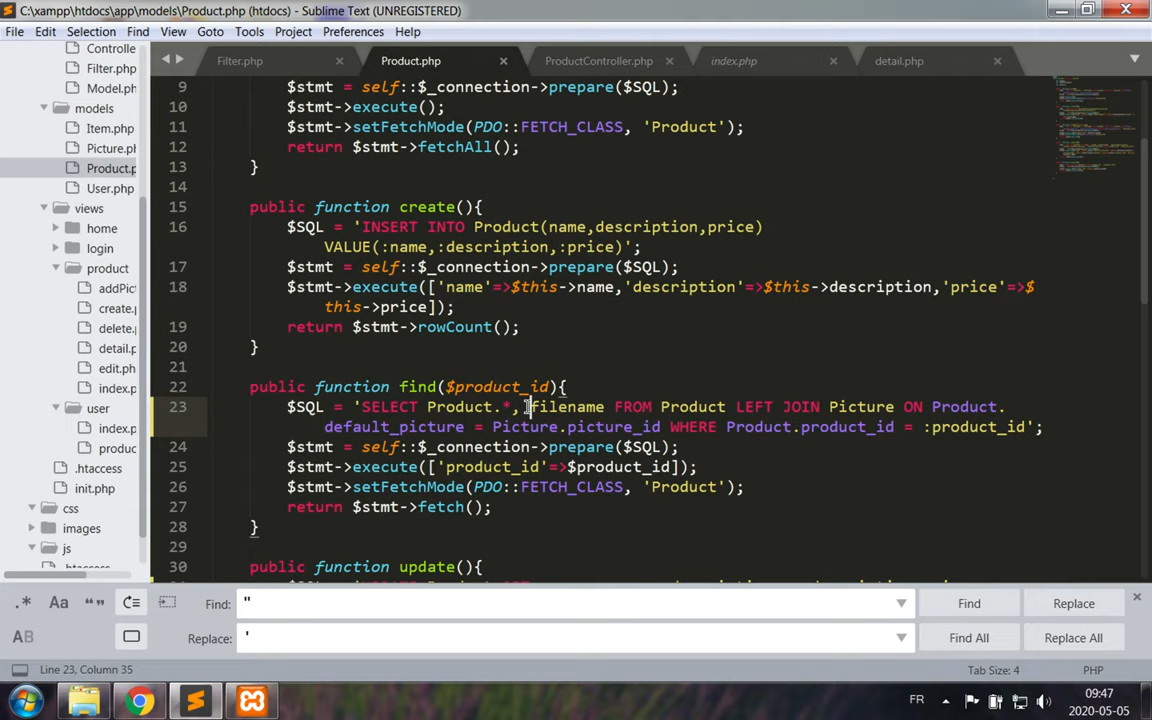 C:\xampp\htdocs\app\models\Product.php (htdocs) - Sublime Text (UNREGISTERED)
File Edit Selection Find View Goto Tools Project Preferences Help
Filter.php Product.php ProductController.php index.php detail.php
Controlle
Filter.php
Model.ph
models
Item.php
Picture.ph
Product.p
User.php
views
home
login
product
addPict
create.p
delete.p
detail.p
edit.php
index.p
user
index.p
produc
.htaccess
init.php
css
images
js
.htaccess
9 $stmt = self::$_connection->prepare($SQL);
10 $stmt->execute();
11 $stmt->setFetchMode(PDO::FETCH_CLASS, 'Product');
12 return $stmt->fetchAll();
13 }
14
15 public function create(){
16 $SQL = 'INSERT INTO Product(name,description,price)
VALUE(:name,:description,:price)';
17 $stmt = self::$_connection->prepare($SQL);
18 $stmt->execute(['name'=>$this->name,'description'=>$this->description,'price'=>$
this->price]);
19 return $stmt->rowCount();
20 }
21
22 public function find($product_id){
23 $SQL = 'SELECT Product.*, filename FROM Product LEFT JOIN Picture ON Product.
default_picture = Picture.picture_id WHERE Product.product_id = :product_id';
24 $stmt = self::$_connection->prepare($SQL);
25 $stmt->execute(['product_id'=>$product_id]);
26 $stmt->setFetchMode(PDO::FETCH_CLASS, 'Product');
27 return $stmt->fetch();
28 }
29
30 public function update(){
Find: " Find Replace
Replace: ' Find All Replace All
Line 23, Column 35 Tab Size: 4 PHP
FR 09:47
2020-05-05